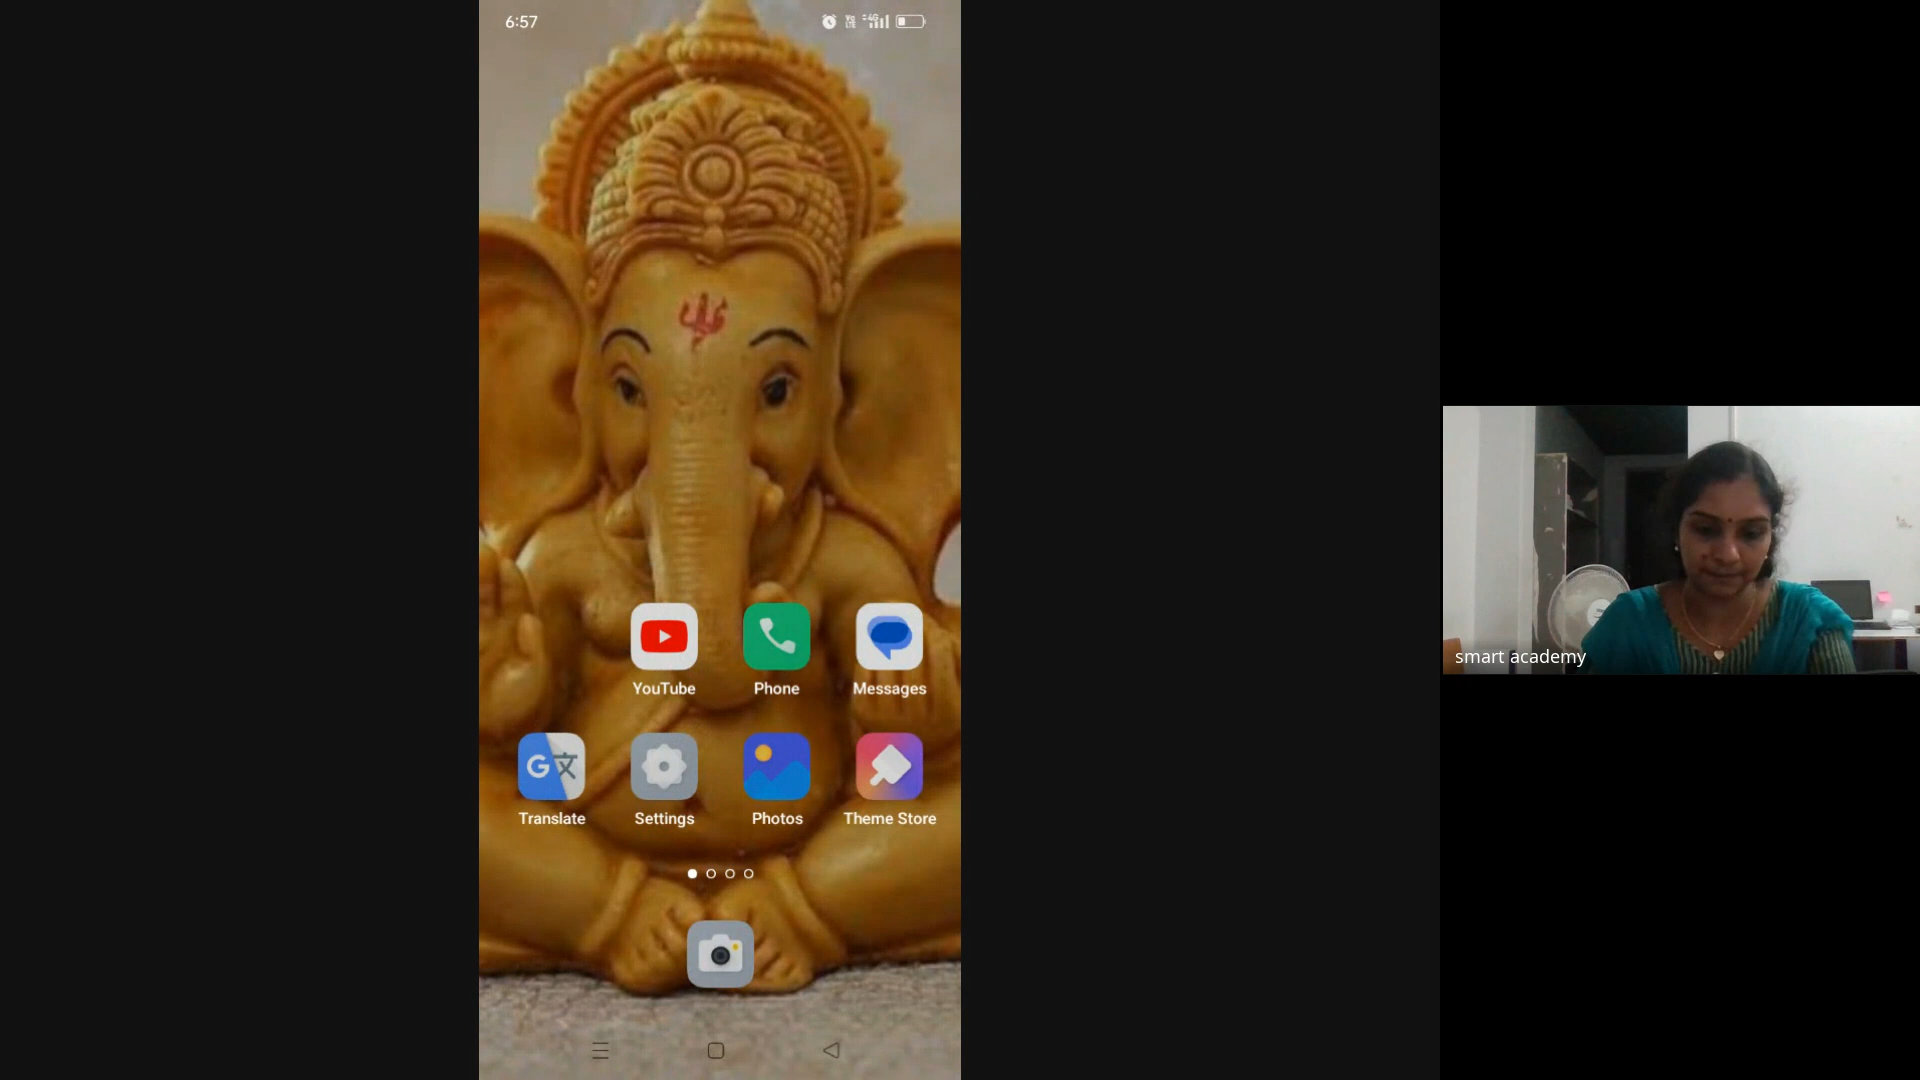 6:57
YouTube
Phone
Messages
Translate
Settings
Photos
Theme Store
smart academy